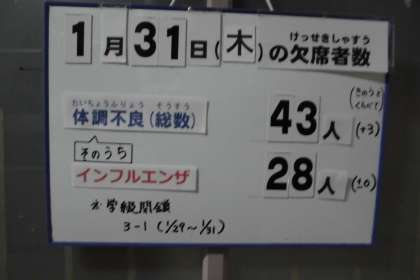 けっせきしゃすう
1月31日(木)の欠席者数
(きのうと
くらべて)
たいちょうふりょう そうすう
体調不良(総数) 43人(+3)
そのうち
インフルエンザ 28人(±0)
学級閉鎖
3-1(1/29～1/31)